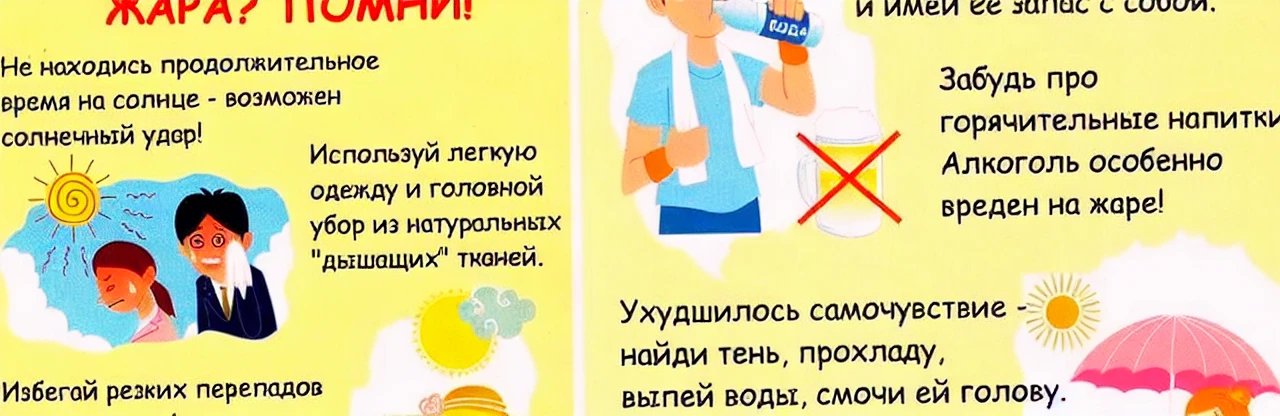 ЖАРА? ПОМНИ!
Не находись продолжительное
время на солнце - возможен
солнечный удар!
Используй легкую
одежду и головной
убор из натуральных
"дышащих" тканей.
Избегай резких перепадов
и имей ее запас с собой.
ВОДА
Забудь про
горячительные напитки
Алкоголь особенно
вреден на жаре!
Ухудшилось самочувствие -
найди тень, прохладу,
выпей воды, смочи ей голову.